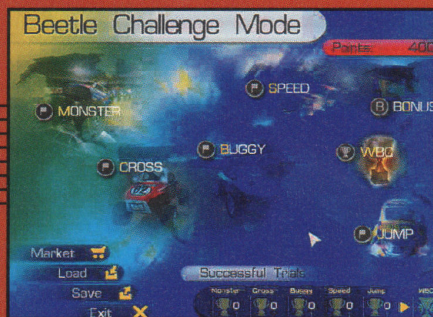 Beetle Challenge Mode
Points: 400
SPEED
MONSTER
BONUS
BUGGY
WBC
CROSS
JUMP
Market
Load
Successful Trials
Save
Monster Cross Speed Jump WBC
0 0 0 0 0
Exit